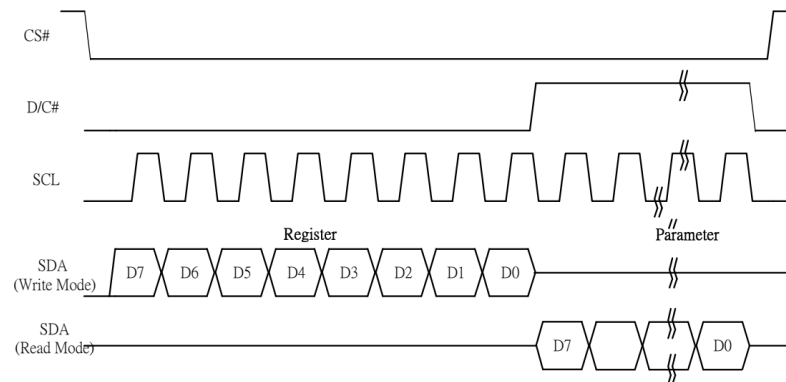 CS#
D/C#
SCL
Register Parameter
SDA
(Write Mode)
D7 D6 D5 D4 D3 D2 D1 D0
SDA
(Read Mode)
D7 D0